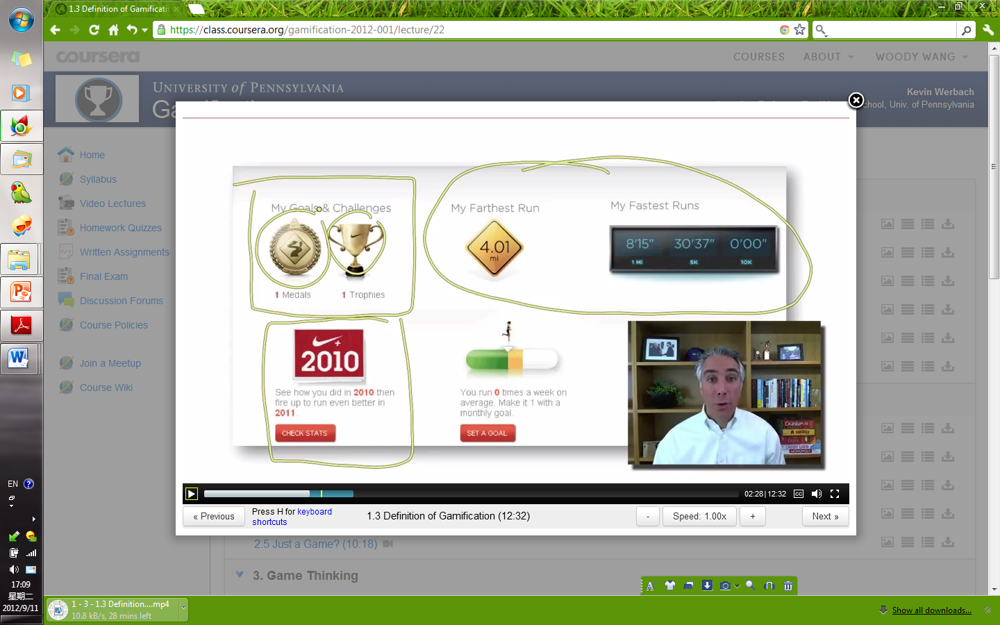 1.3 Definition of Gamificatio
https://class.coursera.org/gamification-2012-001/lecture/22
coursera
COURSES
ABOUT
WOODY WANG
UNIVERSITY of PENNSYLVANIA
Kevin Werbach
chool, Univ. of Pennsylvania
Home
Syllabus
Video Lectures
Homework Quizzes
Written Assignments
Final Exam
Discussion Forums
Course Policies
Join a Meetup
Course Wiki
My Goals & Challenges
1 Medals
1 Trophies
My Farthest Run
4.01
mi
My Fastest Runs
8'15" 30'37" 0'00"
1 MI 5K 10K
+
2010
See how you did in 2010 then
fire up to run even better in
2011.
CHECK STATS
You run 0 times a week on
average. Make it 1 with a
monthly goal.
SET A GOAL
CRANIUM
CANDY LAND
MONOPOLY
02:28|12:32
CC
« Previous
Press H for keyboard
shortcuts
1.3 Definition of Gamification (12:32)
-
Speed: 1.00x
+
Next »
2.5 Just a Game? (10:18)
3. Game Thinking
EN
17:09
星期二
2012/9/11
1 - 3 - 1.3 Definition....mp4
10.8 kB/s, 28 mins left
Show all downloads...